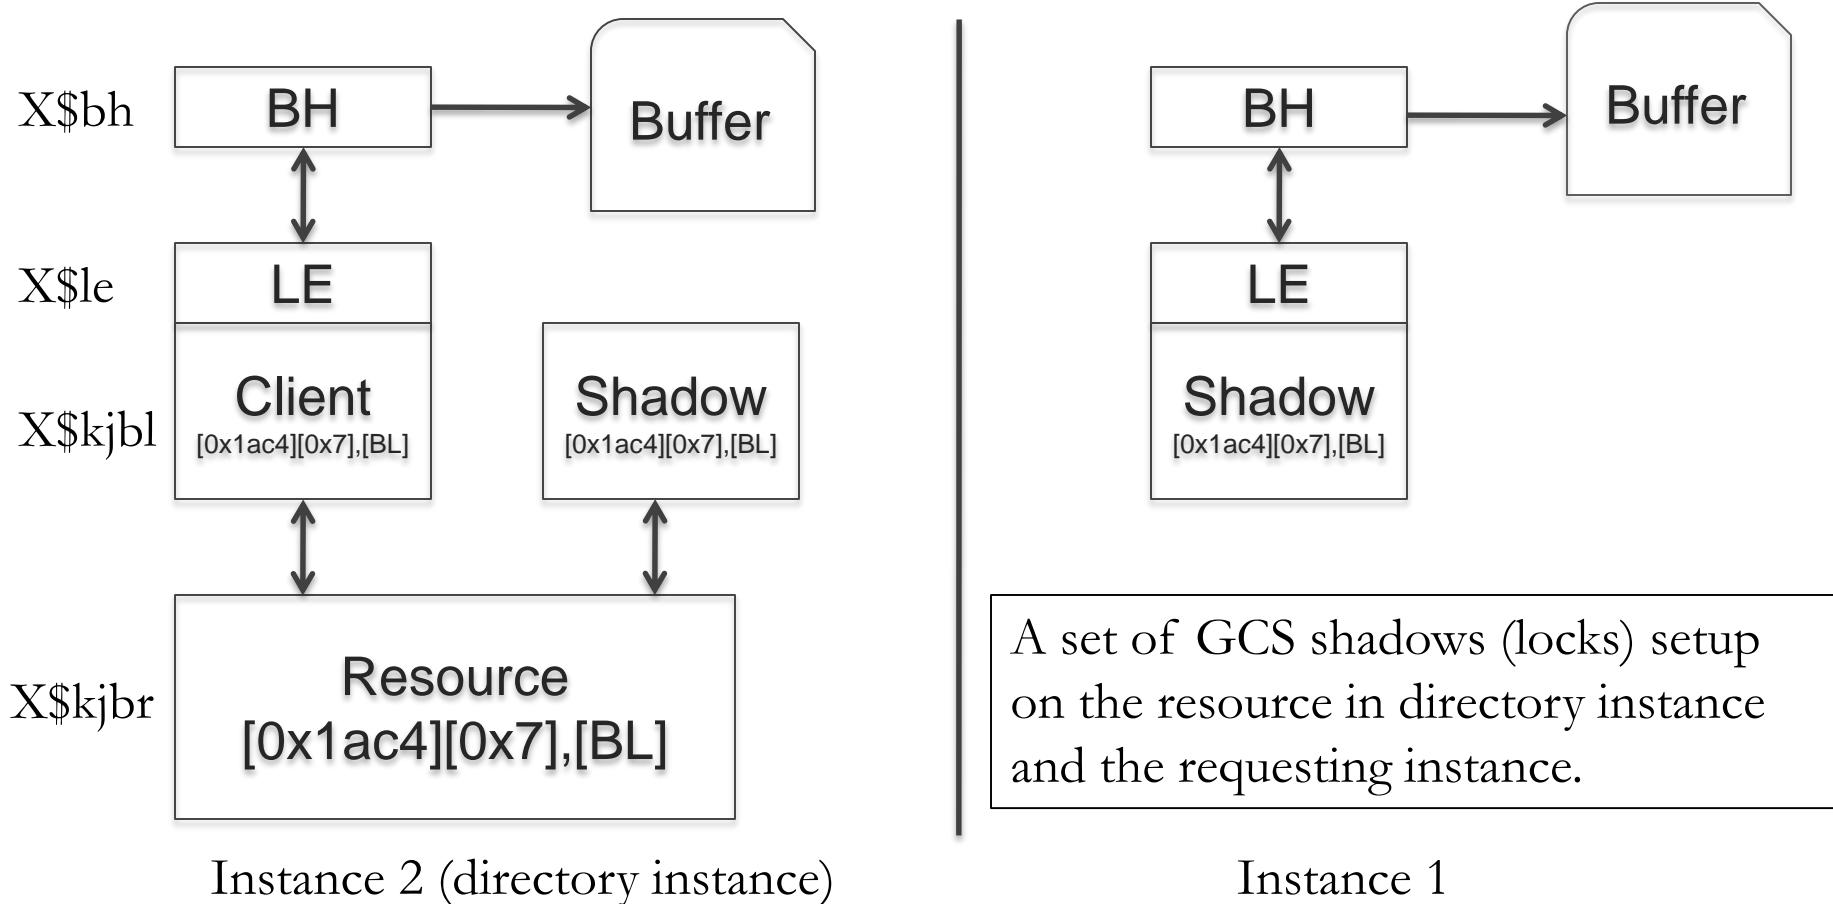 X$bh
BH
Buffer
X$le
LE
X$kjbl
Client
[0x1ac4][0x7],[BL]
Shadow
[0x1ac4][0x7],[BL]
X$kjbr
Resource
[0x1ac4][0x7],[BL]
Instance 2 (directory instance)
BH
Buffer
LE
Shadow
[0x1ac4][0x7],[BL]
A set of GCS shadows (locks) setup
on the resource in directory instance
and the requesting instance.
Instance 1